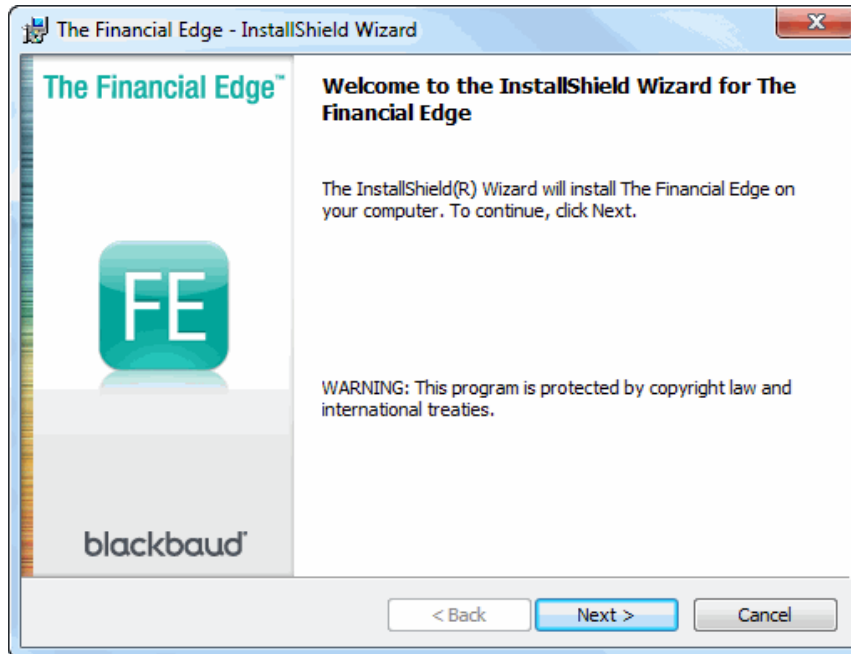 The Financial Edge - InstallShield Wizard
The Financial Edge™
Welcome to the InstallShield Wizard for The
Financial Edge
The InstallShield(R) Wizard will install The Financial Edge on
your computer. To continue, click Next.
FE
WARNING: This program is protected by copyright law and
international treaties.
blackbaud
< Back
Next >
Cancel